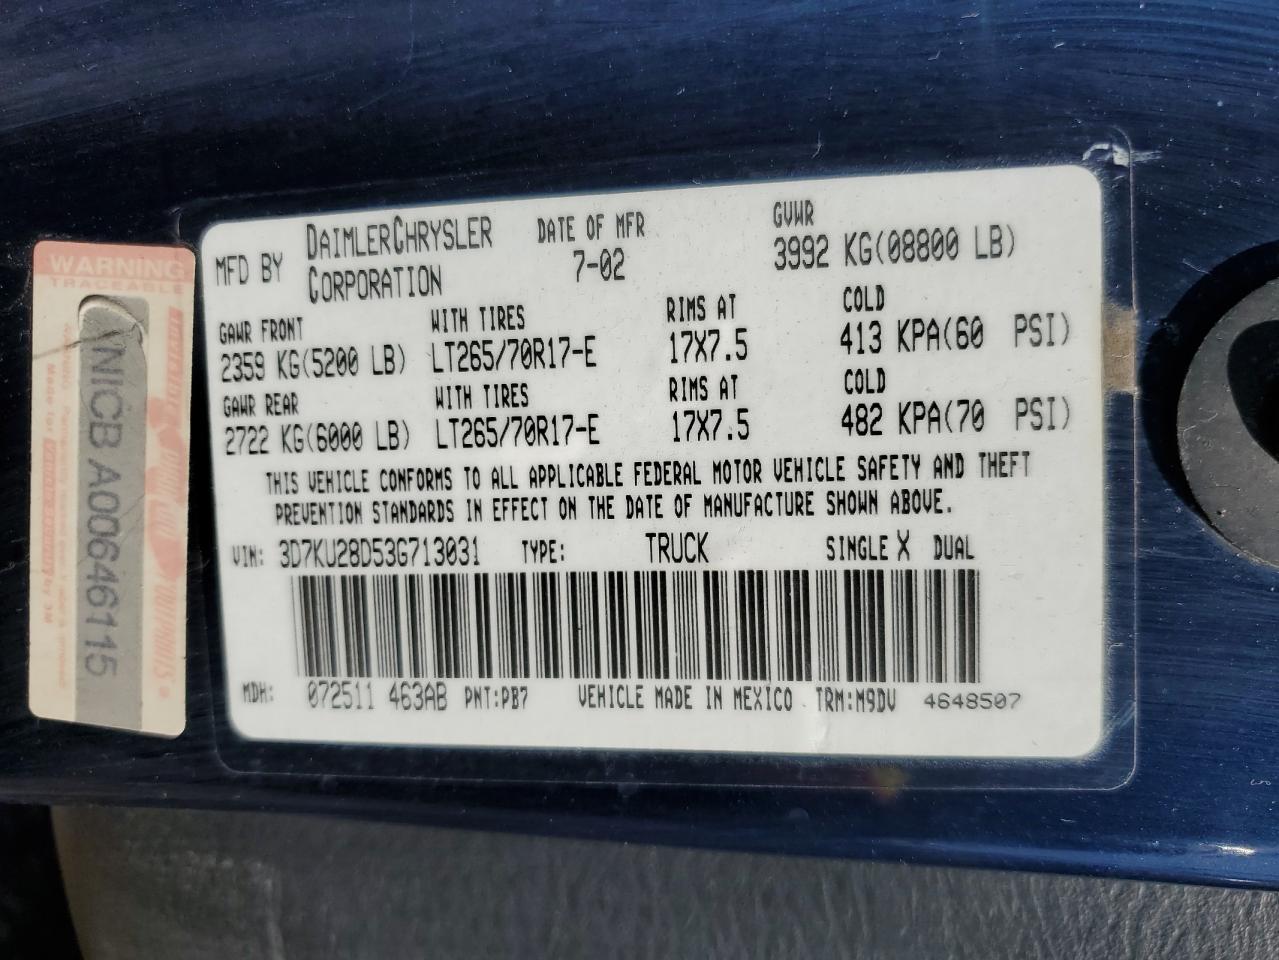 MFD BY DAIMLERCHRYSLER CORPORATION DATE OF MFR 7-02 GVWR 3992 KG(08800 LB)
GAWR FRONT WITH TIRES RIMS AT COLD
2359 KG(5200 LB) LT265/70R17-E 17X7.5 413 KPA(60 PSI)
GAWR REAR WITH TIRES RIMS AT COLD
2722 KG(6000 LB) LT265/70R17-E 17X7.5 482 KPA(70 PSI)
THIS VEHICLE CONFORMS TO ALL APPLICABLE FEDERAL MOTOR VEHICLE SAFETY AND THEFT
PREVENTION STANDARDS IN EFFECT ON THE DATE OF MANUFACTURE SHOWN ABOVE.
VIN: 3D7KU28D53G713031 TYPE: TRUCK SINGLE X DUAL
MDH: 072511 463AB PNT:PB7 VEHICLE MADE IN MEXICO TRM:M9DV 4648507
WARNING
TRACEABLE
NICB A00646115
Made for
by 3M